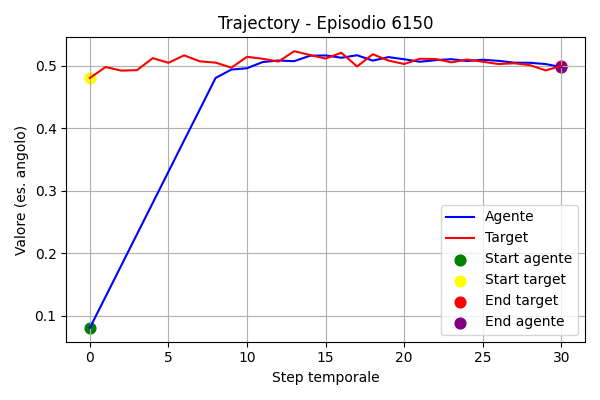 Trajectory - Episodio 6150
Valore (es. angolo)
0.5
0.4
0.3
0.2
0.1
0 5 10 15 20 25 30
Step temporale
Agente
Target
Start agente
Start target
End target
End agente